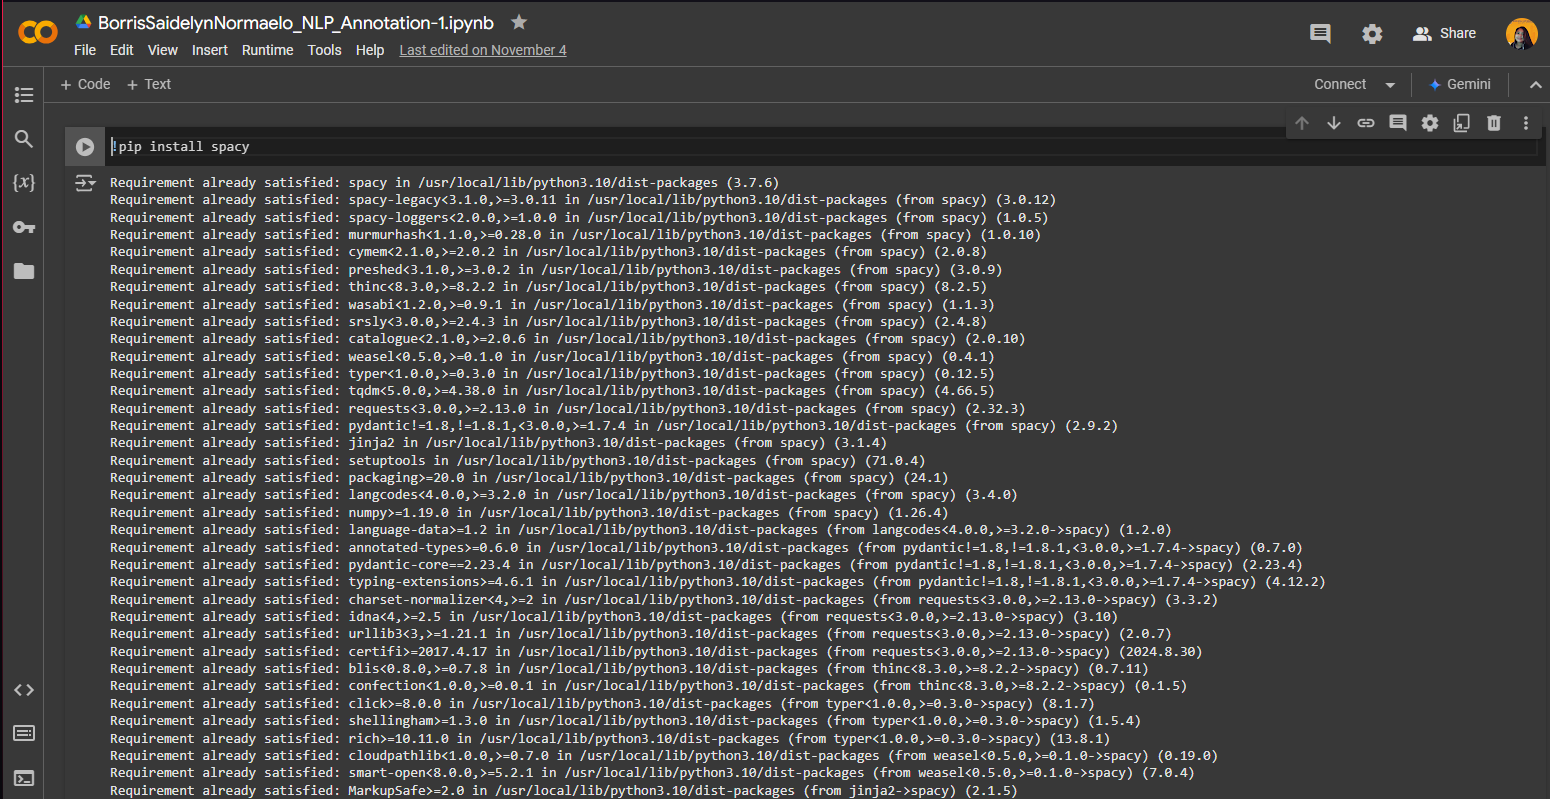 BorrisSaidelynNormaelo_NLP_Annotation-1.ipynb
File Edit View Insert Runtime Tools Help Last edited on November 4
Share
+ Code + Text
Connect
Gemini
!pip install spacy
Requirement already satisfied: spacy in /usr/local/lib/python3.10/dist-packages (3.7.6)
Requirement already satisfied: spacy-legacy<3.1.0,>=3.0.11 in /usr/local/lib/python3.10/dist-packages (from spacy) (3.0.12)
Requirement already satisfied: spacy-loggers<2.0.0,>=1.0.0 in /usr/local/lib/python3.10/dist-packages (from spacy) (1.0.5)
Requirement already satisfied: murmurhash<1.1.0,>=0.28.0 in /usr/local/lib/python3.10/dist-packages (from spacy) (1.0.10)
Requirement already satisfied: cymem<2.1.0,>=2.0.2 in /usr/local/lib/python3.10/dist-packages (from spacy) (2.0.8)
Requirement already satisfied: preshed<3.1.0,>=3.0.2 in /usr/local/lib/python3.10/dist-packages (from spacy) (3.0.9)
Requirement already satisfied: thinc<8.3.0,>=8.2.2 in /usr/local/lib/python3.10/dist-packages (from spacy) (8.2.5)
Requirement already satisfied: wasabi<1.2.0,>=0.9.1 in /usr/local/lib/python3.10/dist-packages (from spacy) (1.1.3)
Requirement already satisfied: srsly<3.0.0,>=2.4.3 in /usr/local/lib/python3.10/dist-packages (from spacy) (2.4.8)
Requirement already satisfied: catalogue<2.1.0,>=2.0.6 in /usr/local/lib/python3.10/dist-packages (from spacy) (2.0.10)
Requirement already satisfied: weasel<0.5.0,>=0.1.0 in /usr/local/lib/python3.10/dist-packages (from spacy) (0.4.1)
Requirement already satisfied: typer<1.0.0,>=0.3.0 in /usr/local/lib/python3.10/dist-packages (from spacy) (0.12.5)
Requirement already satisfied: tqdm<5.0.0,>=4.38.0 in /usr/local/lib/python3.10/dist-packages (from spacy) (4.66.5)
Requirement already satisfied: requests<3.0.0,>=2.13.0 in /usr/local/lib/python3.10/dist-packages (from spacy) (2.32.3)
Requirement already satisfied: pydantic!=1.8,!=1.8.1,<3.0.0,>=1.7.4 in /usr/local/lib/python3.10/dist-packages (from spacy) (2.9.2)
Requirement already satisfied: jinja2 in /usr/local/lib/python3.10/dist-packages (from spacy) (3.1.4)
Requirement already satisfied: setuptools in /usr/local/lib/python3.10/dist-packages (from spacy) (71.0.4)
Requirement already satisfied: packaging>=20.0 in /usr/local/lib/python3.10/dist-packages (from spacy) (24.1)
Requirement already satisfied: langcodes<4.0.0,>=3.2.0 in /usr/local/lib/python3.10/dist-packages (from spacy) (3.4.0)
Requirement already satisfied: numpy>=1.19.0 in /usr/local/lib/python3.10/dist-packages (from spacy) (1.26.4)
Requirement already satisfied: language-data>=1.2 in /usr/local/lib/python3.10/dist-packages (from langcodes<4.0.0,>=3.2.0->spacy) (1.2.0)
Requirement already satisfied: annotated-types>=0.6.0 in /usr/local/lib/python3.10/dist-packages (from pydantic!=1.8,!=1.8.1,<3.0.0,>=1.7.4->spacy) (0.7.0)
Requirement already satisfied: pydantic-core==2.23.4 in /usr/local/lib/python3.10/dist-packages (from pydantic!=1.8,!=1.8.1,<3.0.0,>=1.7.4->spacy) (2.23.4)
Requirement already satisfied: typing-extensions>=4.6.1 in /usr/local/lib/python3.10/dist-packages (from pydantic!=1.8,!=1.8.1,<3.0.0,>=1.7.4->spacy) (4.12.2)
Requirement already satisfied: charset-normalizer<4,>=2 in /usr/local/lib/python3.10/dist-packages (from requests<3.0.0,>=2.13.0->spacy) (3.3.2)
Requirement already satisfied: idna<4,>=2.5 in /usr/local/lib/python3.10/dist-packages (from requests<3.0.0,>=2.13.0->spacy) (3.10)
Requirement already satisfied: urllib3<3,>=1.21.1 in /usr/local/lib/python3.10/dist-packages (from requests<3.0.0,>=2.13.0->spacy) (2.0.7)
Requirement already satisfied: certifi>=2017.4.17 in /usr/local/lib/python3.10/dist-packages (from requests<3.0.0,>=2.13.0->spacy) (2024.8.30)
Requirement already satisfied: blis<0.8.0,>=0.7.8 in /usr/local/lib/python3.10/dist-packages (from thinc<8.3.0,>=8.2.2->spacy) (0.7.11)
Requirement already satisfied: confection<1.0.0,>=0.0.1 in /usr/local/lib/python3.10/dist-packages (from thinc<8.3.0,>=8.2.2->spacy) (0.1.5)
Requirement already satisfied: click>=8.0.0 in /usr/local/lib/python3.10/dist-packages (from typer<1.0.0,>=0.3.0->spacy) (8.1.7)
Requirement already satisfied: shellingham>=1.3.0 in /usr/local/lib/python3.10/dist-packages (from typer<1.0.0,>=0.3.0->spacy) (1.5.4)
Requirement already satisfied: rich>=10.11.0 in /usr/local/lib/python3.10/dist-packages (from typer<1.0.0,>=0.3.0->spacy) (13.8.1)
Requirement already satisfied: cloudpathlib<1.0.0,>=0.7.0 in /usr/local/lib/python3.10/dist-packages (from weasel<0.5.0,>=0.1.0->spacy) (0.19.0)
Requirement already satisfied: smart-open<8.0.0,>=5.2.1 in /usr/local/lib/python3.10/dist-packages (from weasel<0.5.0,>=0.1.0->spacy) (7.0.4)
Requirement already satisfied: MarkupSafe>=2.0 in /usr/local/lib/python3.10/dist-packages (from jinja2->spacy) (2.1.5)